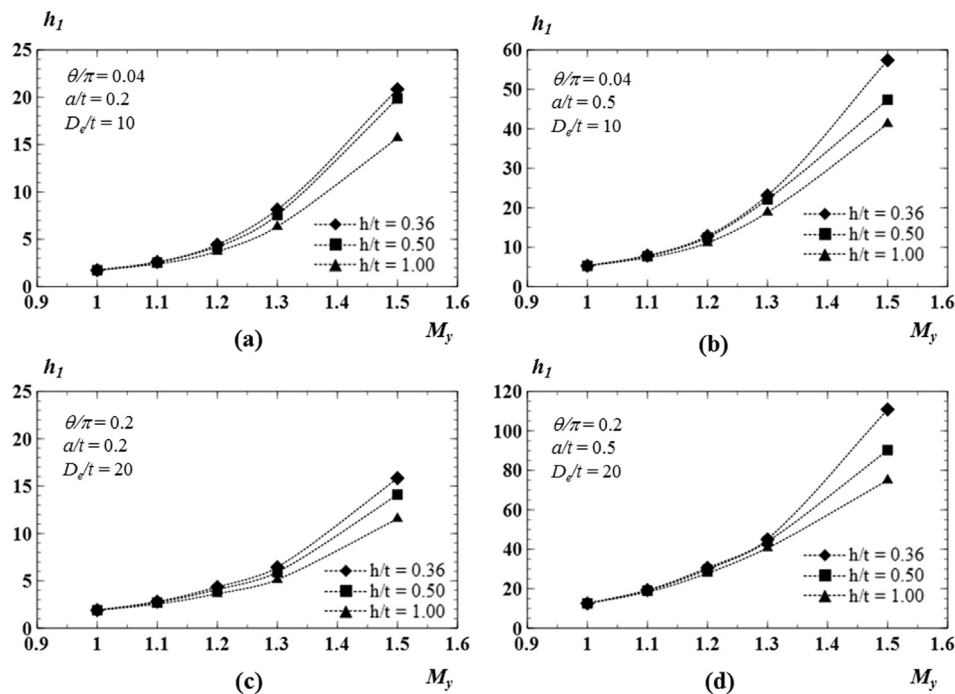 h₁
25
20
15
10
5
0
θ/π = 0.04
a/t = 0.2
Dₑ/t = 10
h/t = 0.36
h/t = 0.50
h/t = 1.00
0.9 1 1.1 1.2 1.3 1.4 1.5 1.6
(a)
M_y
h₁
60
50
40
30
20
10
0
θ/π = 0.04
a/t = 0.5
Dₑ/t = 10
h/t = 0.36
h/t = 0.50
h/t = 1.00
0.9 1 1.1 1.2 1.3 1.4 1.5 1.6
(b)
M_y
h₁
25
20
15
10
5
0
θ/π = 0.2
a/t = 0.2
Dₑ/t = 20
h/t = 0.36
h/t = 0.50
h/t = 1.00
0.9 1 1.1 1.2 1.3 1.4 1.5 1.6
(c)
M_y
h₁
120
100
80
60
40
20
0
θ/π = 0.2
a/t = 0.5
Dₑ/t = 20
h/t = 0.36
h/t = 0.50
h/t = 1.00
0.9 1 1.1 1.2 1.3 1.4 1.5 1.6
(d)
M_y